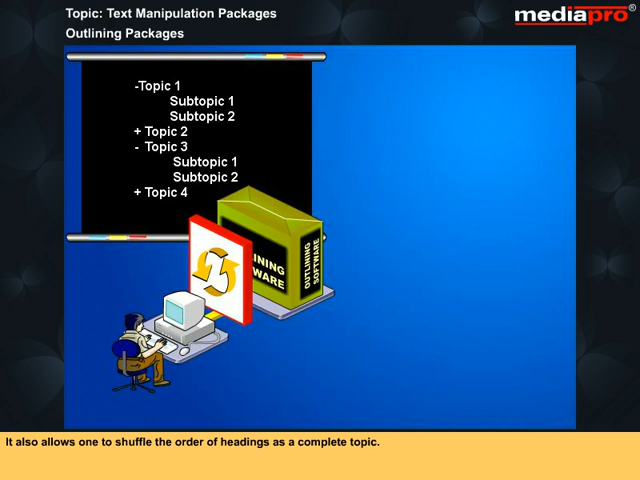 Topic: Text Manipulation Packages
Outlining Packages
mediapro®
-Topic 1
Subtopic 1
Subtopic 2
+ Topic 2
- Topic 3
Subtopic 1
Subtopic 2
+ Topic 4
INING
WARE
OUTLINING
SOFTWARE
It also allows one to shuffle the order of headings as a complete topic.